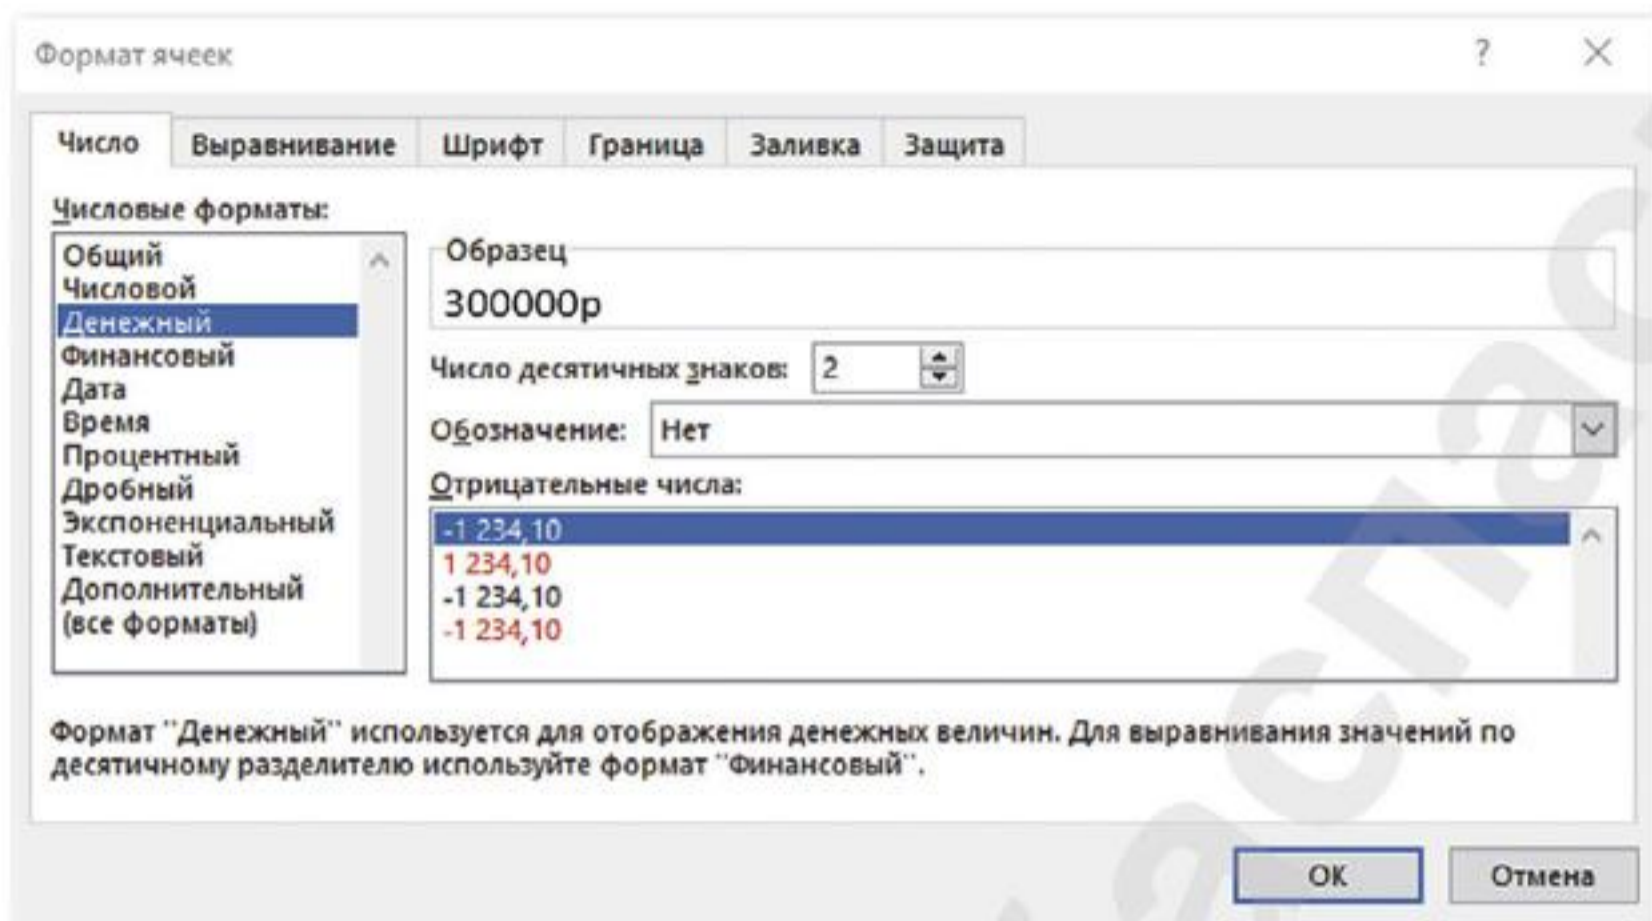 Формат ячеек ?
Число Выравнивание Шрифт Граница Заливка Защита
Числовые форматы:
Общий
Числовой
Денежный
Финансовый
Дата
Время
Процентный
Дробный
Экспоненциальный
Текстовый
Дополнительный
(все форматы)
Образец
300000р
Число десятичных знаков: 2
Обозначение: Нет
Отрицательные числа:
-1 234,10
1 234,10
-1 234,10
-1 234,10
Формат "Денежный" используется для отображения денежных величин. Для выравнивания значений по
десятичному разделителю используйте формат "Финансовый".
ОК Отмена